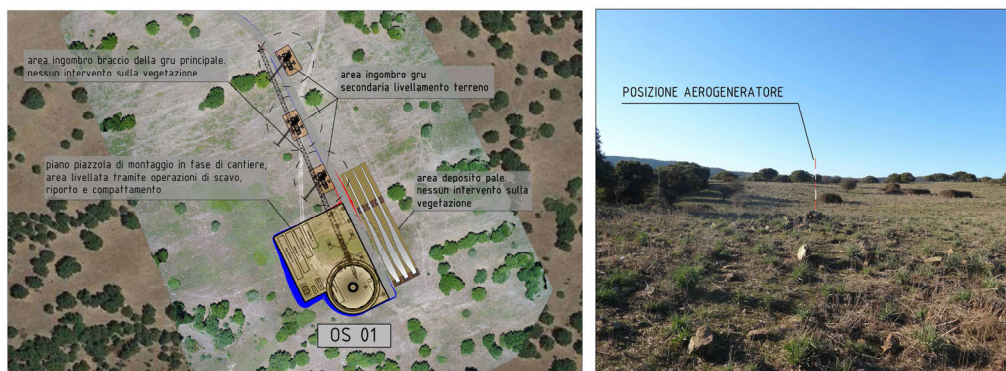 area ingombro braccio della gru principale.
nessun intervento sulla vegetazione
area ingombro gru
secondaria livellamento terreno
piano piazzola di montaggio in fase di cantiere,
area livellata tramite operazioni di scavo,
riporto e compattamento
area deposito pale.
nessun intervento sulla
vegetazione
OS 01
POSIZIONE AEROGENERATORE